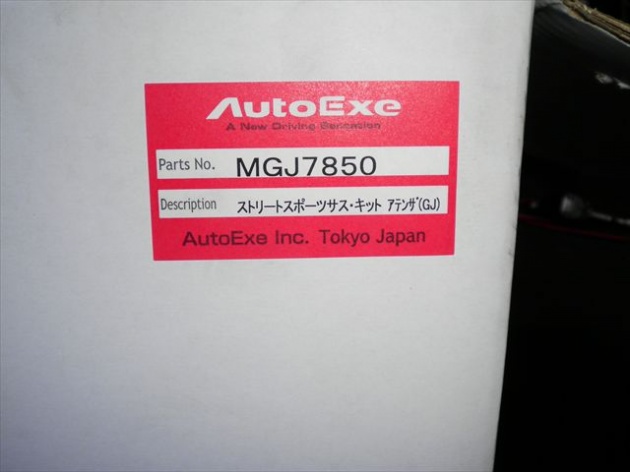 AutoExe
A New Driving Sensation
Parts No. MGJ7850
Description ストリートスポーツサス・キット ｱﾃﾝｻﾞ(GJ)
AutoExe Inc. Tokyo Japan